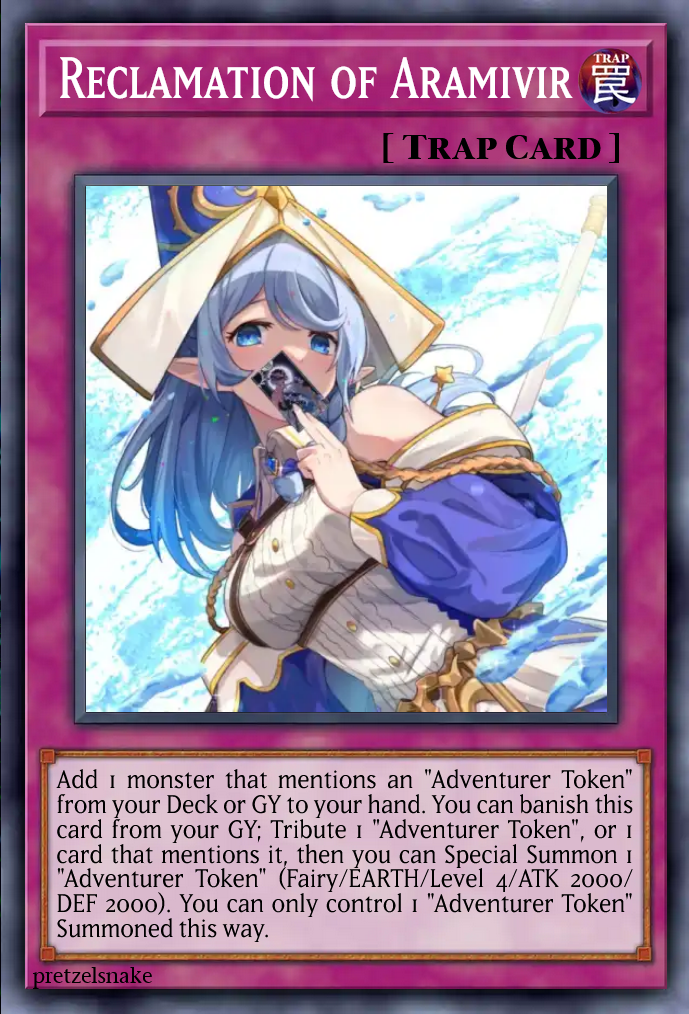 Reclamation of Aramivir
TRAP
罠
[ Trap Card ]
Add 1 monster that mentions an "Adventurer Token"
from your Deck or GY to your hand. You can banish this
card from your GY; Tribute 1 "Adventurer Token", or 1
card that mentions it, then you can Special Summon 1
"Adventurer Token" (Fairy/EARTH/Level 4/ATK 2000/
DEF 2000). You can only control 1 "Adventurer Token"
Summoned this way.
pretzelsnake